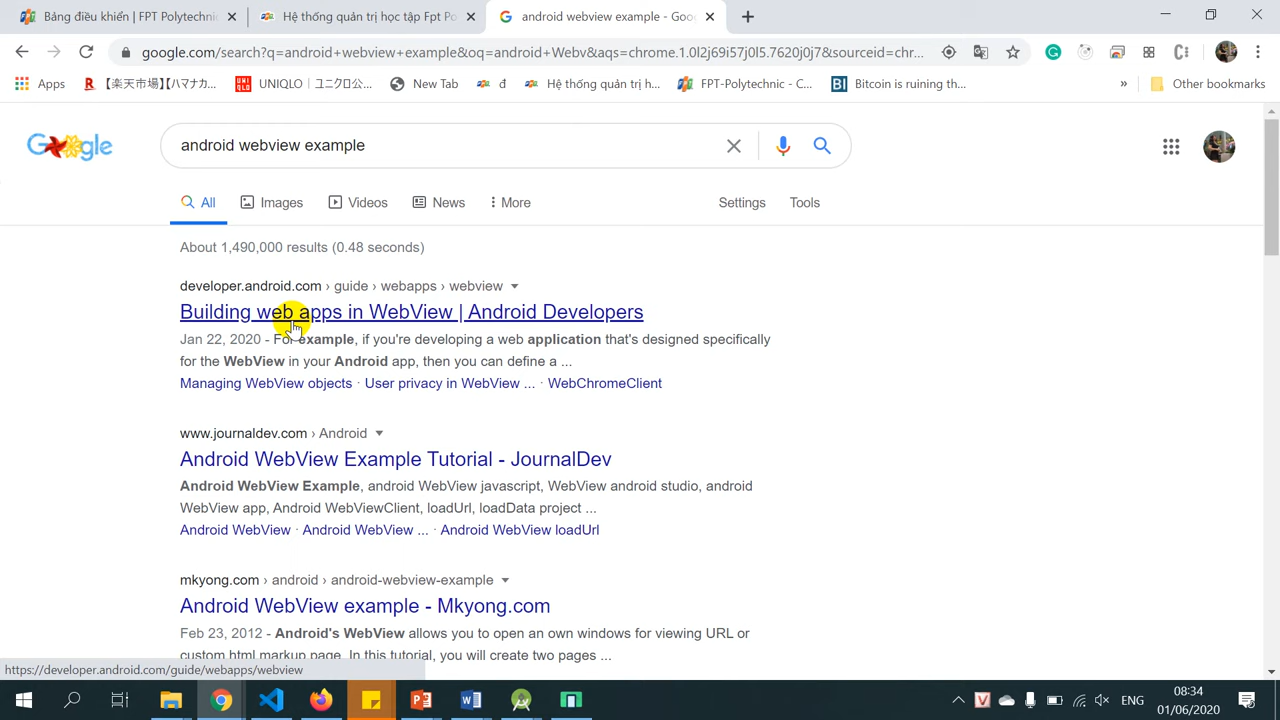 Bảng điều khiển | FPT Polytechni
Hệ thống quản trị học tập Fpt Po
android webview example - Goo
google.com/search?q=android+webview+example&oq=android+Webv&aqs=chrome.1.0l2j69i57j0l5.7620j0j7&sourceid=chr...
Apps
【楽天市場】【ハマナカ...
UNIQLO｜ユニクロ公...
New Tab
đ
Hệ thống quản trị h...
FPT-Polytechnic - C...
Bitcoin is ruining th...
»
Other bookmarks
Google
android webview example
All
Images
Videos
News
More
Settings
Tools
About 1,490,000 results (0.48 seconds)
developer.android.com › guide › webapps › webview
Building web apps in WebView | Android Developers
Jan 22, 2020 - For example, if you're developing a web application that's designed specifically
for the WebView in your Android app, then you can define a ...
Managing WebView objects · User privacy in WebView ... · WebChromeClient
www.journaldev.com › Android
Android WebView Example Tutorial - JournalDev
Android WebView Example, android WebView javascript, WebView android studio, android
WebView app, Android WebViewClient, loadUrl, loadData project ...
Android WebView · Android WebView ... · Android WebView loadUrl
mkyong.com › android › android-webview-example
Android WebView example - Mkyong.com
Feb 23, 2012 - Android's WebView allows you to open an own windows for viewing URL or
custom html markup page. In this tutorial, you will create two pages ...
https://developer.android.com/guide/webapps/webview
ENG
08:34
01/06/2020